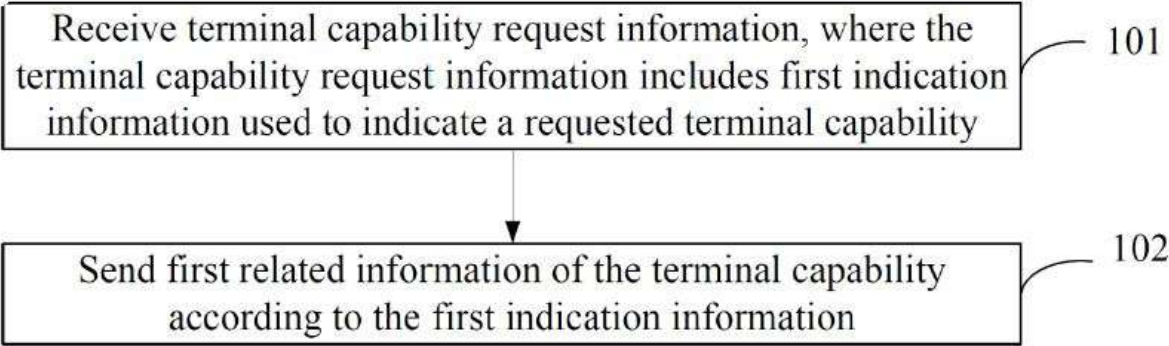 Receive terminal capability request information, where the
terminal capability request information includes first indication
information used to indicate a requested terminal capability
101
Send first related information of the terminal capability
according to the first indication information
102